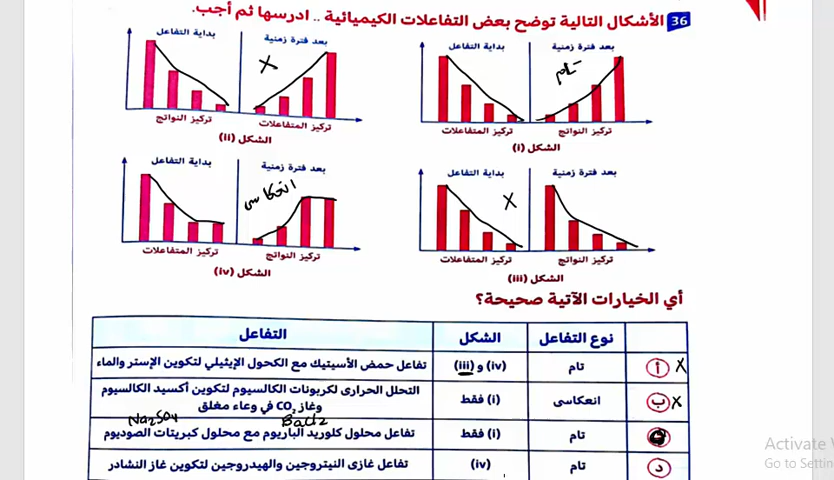 36 الأشكال التالية توضح بعض التفاعلات الكيميائية .. ادرسها ثم أجب.
بداية التفاعل
بعد فترة زمنية
تركيز المتفاعلات
تركيز النواتج
الشكل (i)
تام
بداية التفاعل
بعد فترة زمنية
تركيز النواتج
تركيز المتفاعلات
الشكل (ii)
X
بداية التفاعل
بعد فترة زمنية
تركيز المتفاعلات
تركيز النواتج
الشكل (iii)
X
بداية التفاعل
بعد فترة زمنية
تركيز المتفاعلات
تركيز النواتج
الشكل (iv)
انعكاسى
أي الخيارات الآتية صحيحة؟
نوع التفاعل الشكل التفاعل
X أ تام (iv) و (iii) تفاعل حمض الأسيتيك مع الكحول الإيثيلي لتكوين الإستر والماء
X ب انعكاسى (i) فقط التحلل الحرارى لكربونات الكالسيوم لتكوين أكسيد الكالسيوم
وغاز CO₂ في وعاء مغلق
BaCl2 Na2SO4
تام (i) فقط تفاعل محلول كلوريد الباريوم مع محلول كبريتات الصوديوم
د تام (iv) تفاعل غازى النيتروجين والهيدروجين لتكوين غاز النشادر
Activate
Go to Settin